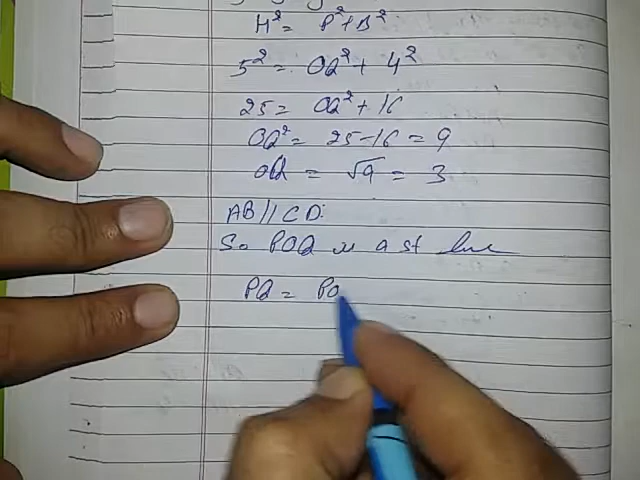 H² = P² + B²
5² = OQ² + 4²
25 = OQ² + 16
OQ² = 25 - 16 = 9
OQ = √9 = 3
AB // CD.
So POQ is a st line
PQ = PO